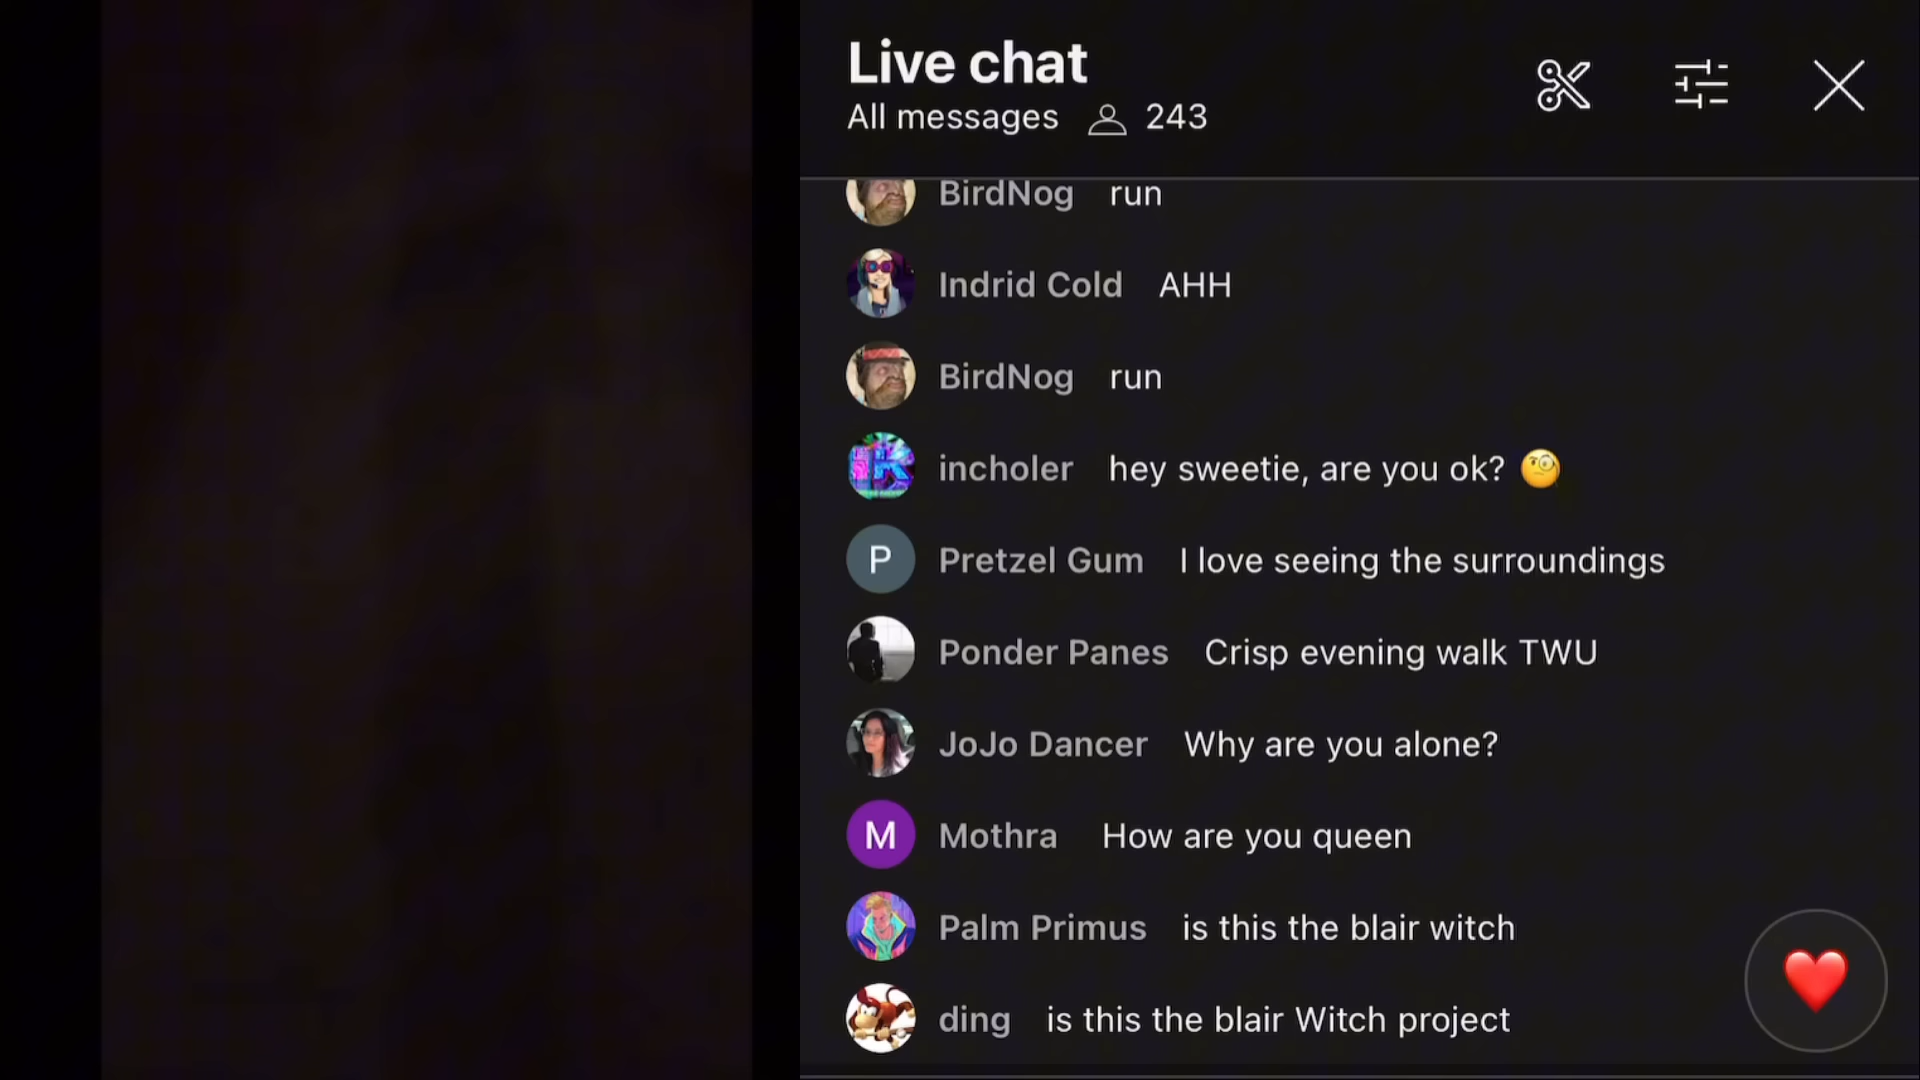 Live chat
All messages 243
BirdNog run
Indrid Cold AHH
BirdNog run
incholer hey sweetie, are you ok? 🧐
P Pretzel Gum I love seeing the surroundings
Ponder Panes Crisp evening walk TWU
JoJo Dancer Why are you alone?
M Mothra How are you queen
Palm Primus is this the blair witch
ding is this the blair Witch project